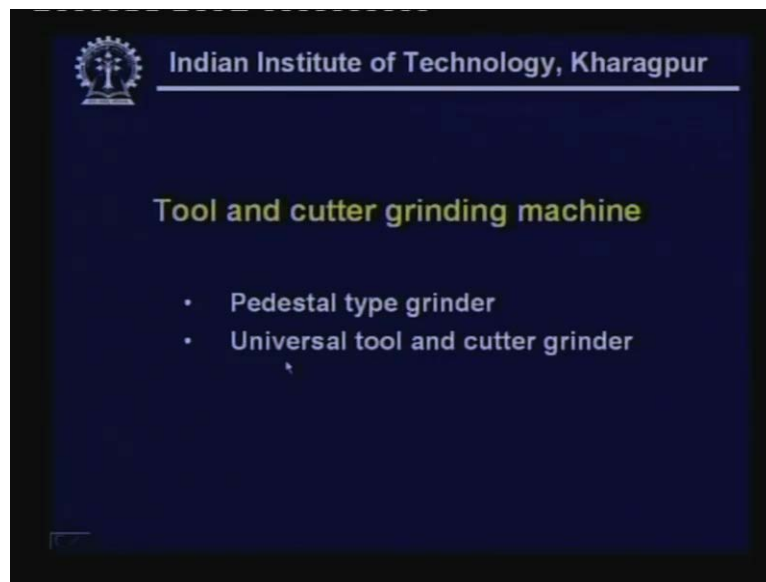 Indian Institute of Technology, Kharagpur
Tool and cutter grinding machine
• Pedestal type grinder
• Universal tool and cutter grinder